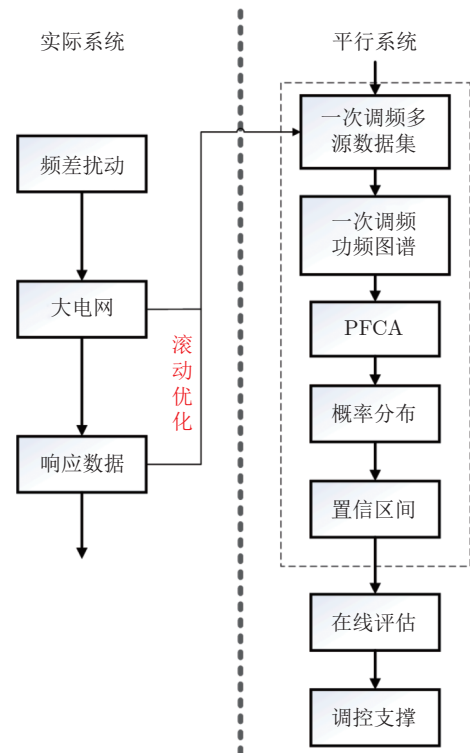 实际系统
平行系统
频差扰动
大电网
响应数据
滚
动
优
化
一次调频多
源数据集
一次调频
功频图谱
PFCA
概率分布
置信区间
在线评估
调控支撑